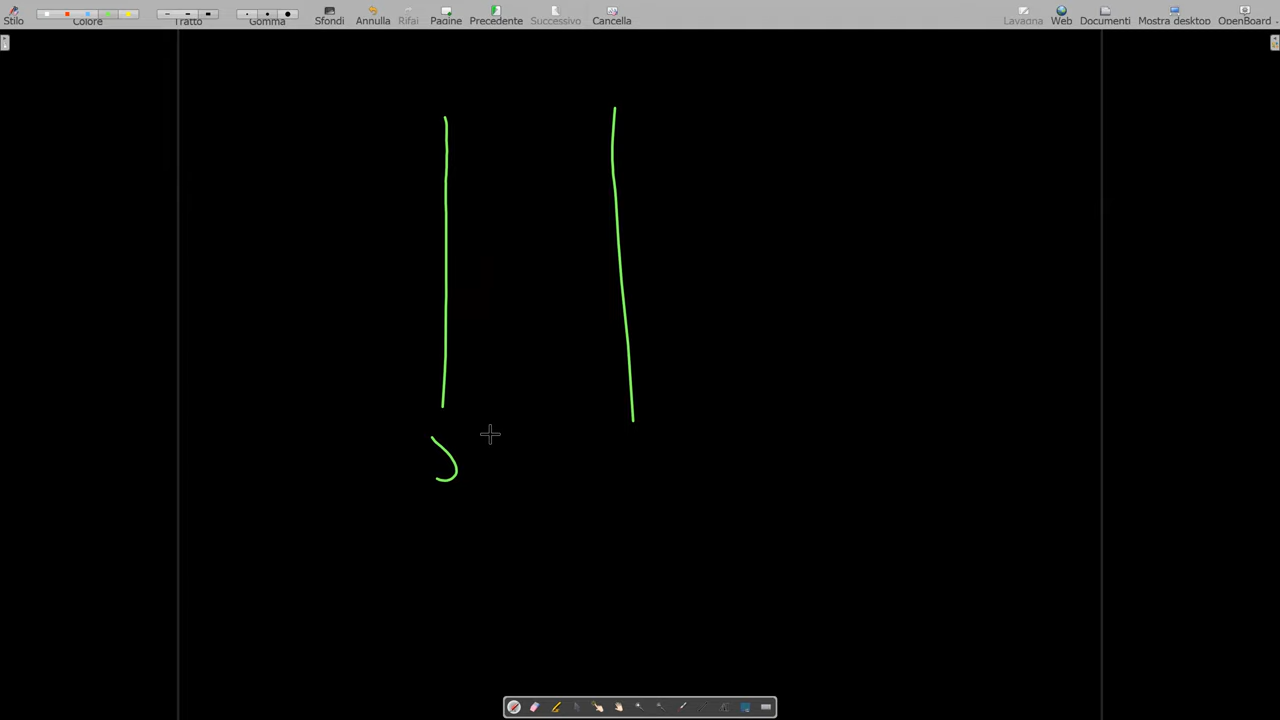 Stilo Colore Tratto Gomma Sfondi Annulla Rifai Pagine Precedente Successivo Cancella Lavagna Web Documenti Mostra desktop OpenBoard